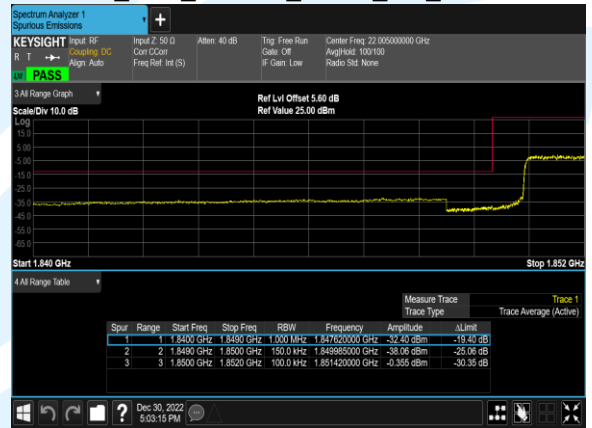 Spectrum Analyzer 1
Spurious Emissions
KEYSIGHT Input: RF Input Z: 50 Ω Atten: 40 dB Trig: Free Run Center Freq: 22.005000000 GHz
R T Coupling: DC Corr CCorr Gate: Off Avg|Hold: 100/100
Align: Auto Freq Ref: Int (S) IF Gain: Low Radio Std: None
PASS
3 All Range Graph
Ref Lvl Offset 5.60 dB
Scale/Div 10.0 dB Ref Value 25.00 dBm
Log
15.0
5.00
-5.00
-15.0
-25.0
-35.0
-45.0
-55.0
-65.0
Start 1.840 GHz Stop 1.852 GHz
4 All Range Table
Measure Trace Trace 1
Trace Type Trace Average (Active)
Spur Range Start Freq Stop Freq RBW Frequency Amplitude ΔLimit
1 1 1.8400 GHz 1.8490 GHz 1.000 MHz 1.847620000 GHz -32.40 dBm -19.40 dB
2 2 1.8490 GHz 1.8500 GHz 150.0 kHz 1.849985000 GHz -38.06 dBm -25.06 dB
3 3 1.8500 GHz 1.8520 GHz 100.0 kHz 1.851420000 GHz -0.355 dBm -30.35 dB
? Dec 30, 2022
5:03:15 PM